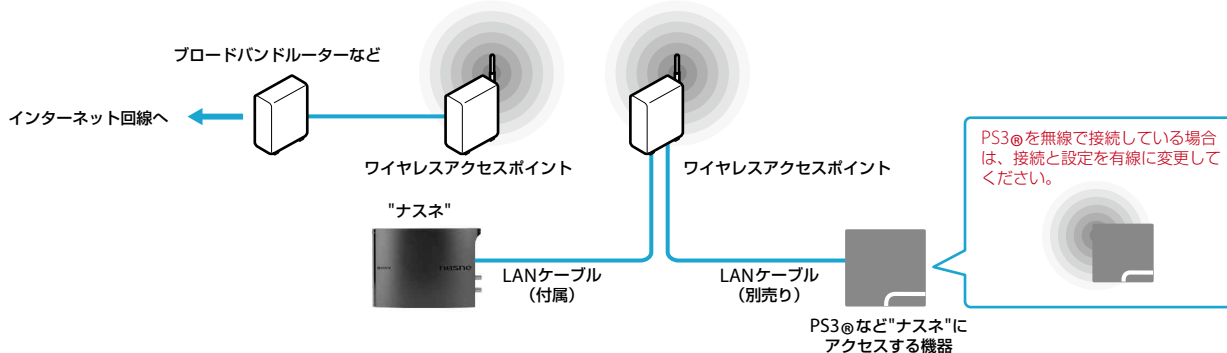 ブロードバンドルーターなど
インターネット回線へ
ワイヤレスアクセスポイント
ワイヤレスアクセスポイント
PS3®を無線で接続している場合
は、接続と設定を有線に変更して
ください。
"ナスネ"
SONY
nasne
LANケーブル
（付属）
LANケーブル
（別売り）
PS3®など"ナスネ"に
アクセスする機器